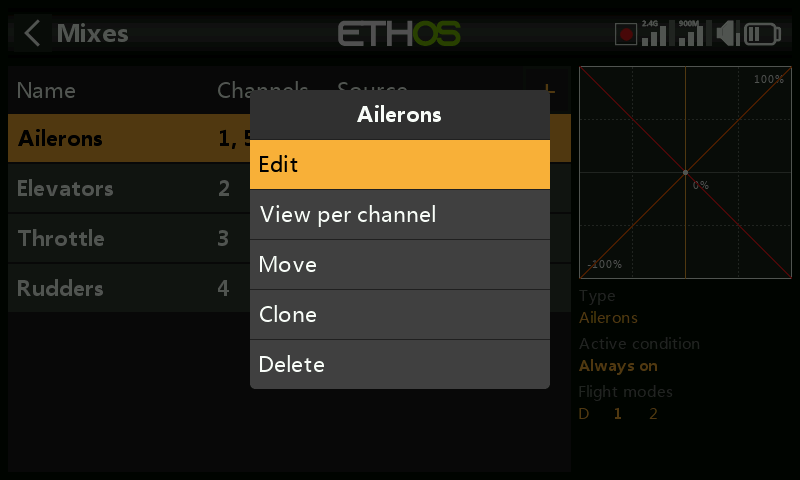 Mixes
ETHOS
2.4G
900M
Name Channels Source +
Ailerons 1, 5
Elevators 2
Throttle 3
Rudders 4
Ailerons
Edit
View per channel
Move
Clone
Delete
100%
0%
-100%
Type
Ailerons
Active condition
Always on
Flight modes
D 1 2